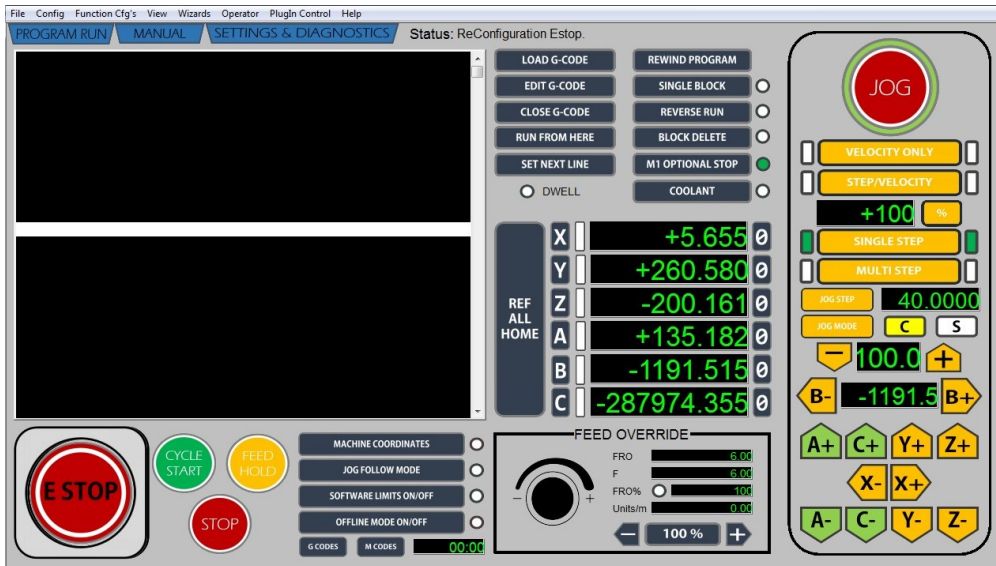 File Config Function Cfg's View Wizards Operator PlugIn Control Help
PROGRAM RUN MANUAL SETTINGS & DIAGNOSTICS Status: ReConfiguration Estop.
LOAD G-CODE REWIND PROGRAM
EDIT G-CODE SINGLE BLOCK
CLOSE G-CODE REVERSE RUN
RUN FROM HERE BLOCK DELETE
SET NEXT LINE M1 OPTIONAL STOP
DWELL COOLANT
REF
ALL
HOME
X +5.655 0
Y +260.580 0
Z -200.161 0
A +135.182 0
B -1191.515 0
C -287974.355 0
JOG
VELOCITY ONLY
STEP/VELOCITY
+100 %
SINGLE STEP
MULTI STEP
JOG STEP 40.0000
JOG MODE C S
- 100.0 +
B- -1191.5 B+
A+ C+ Y+ Z+
X- X+
A- C- Y- Z-
E STOP
CYCLE
START
FEED
HOLD
STOP
MACHINE COORDINATES
JOG FOLLOW MODE
SOFTWARE LIMITS ON/OFF
OFFLINE MODE ON/OFF
G CODES M CODES 00:00
FEED OVERRIDE
- +
FRO 6.00
F 6.00
FRO% 100
Units/m 0.00
- 100 % +